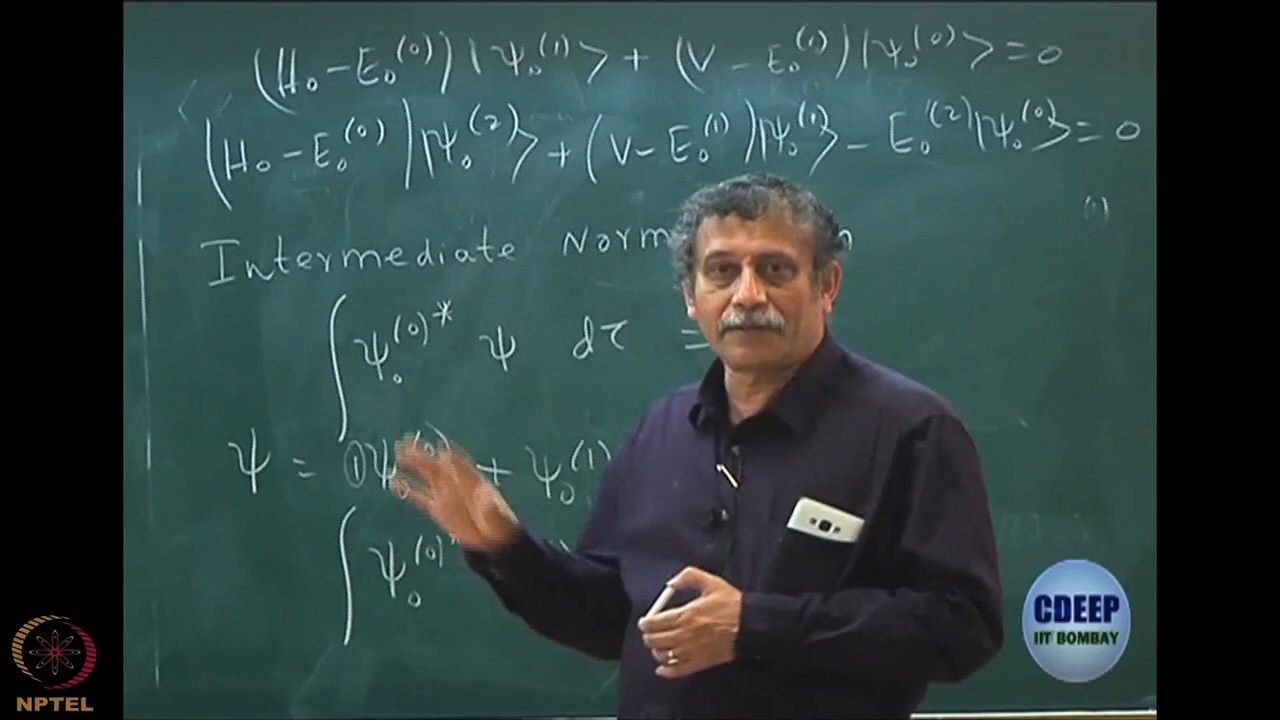 (H₀ – E₀⁽⁰⁾) |Ψ₀⁽¹⁾> + (V – E₀⁽¹⁾) |Ψ₀⁽⁰⁾> = 0
(H₀ – E₀⁽⁰⁾) |Ψ₀⁽²⁾> + (V – E₀⁽¹⁾) |Ψ₀⁽¹⁾> – E₀⁽²⁾ |Ψ₀⁽⁰⁾> = 0
Intermediate
∫ Ψ₀⁽⁰⁾* Ψ dτ =
Ψ = ① Ψ₀⁽⁰⁾ + Ψ₀⁽¹⁾
∫ Ψ₀⁽⁰⁾*
CDEEP
IIT BOMBAY
NPTEL